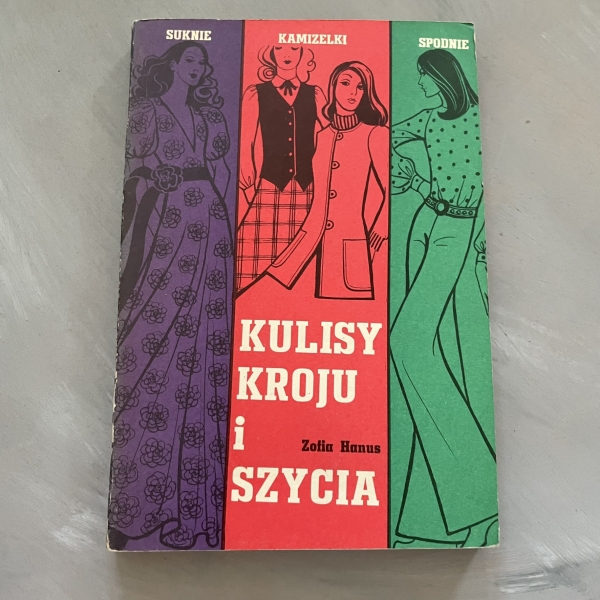 SUKNIE
KAMIZELKI
SPODNIE
KULISY
KROJU
i
Zofia Hanus
SZYCIA